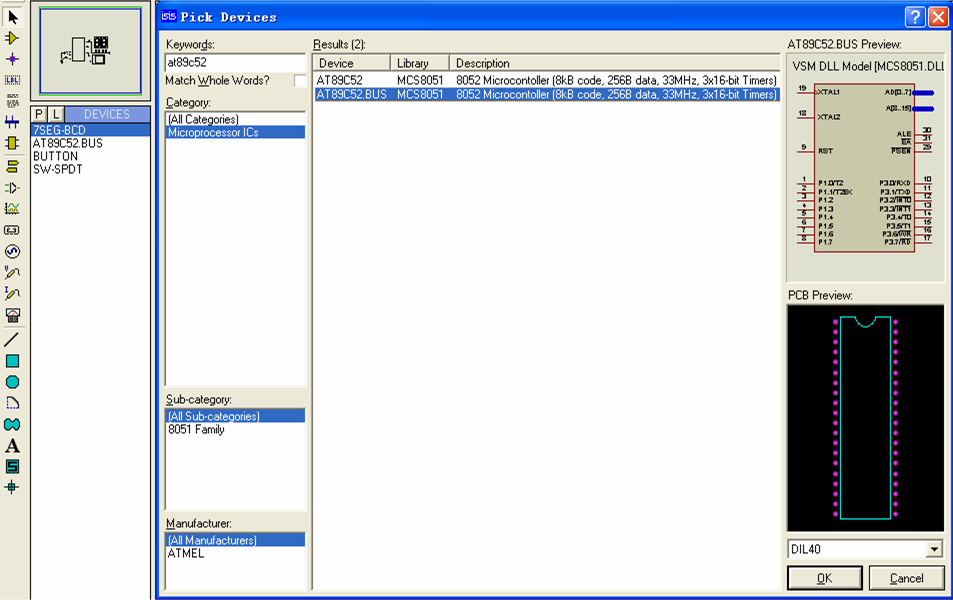 isis Pick Devices
P L DEVICES
7SEG-BCD
AT89C52.BUS
BUTTON
SW-SPDT
LBL
A
S
Keywords:
at89c52
Match Whole Words?
Category:
(All Categories)
Microprocessor ICs
Sub-category:
(All Sub-categories)
8051 Family
Manufacturer:
(All Manufacturers)
ATMEL
Results (2):
Device Library Description
AT89C52 MCS8051 8052 Microcontoller (8kB code, 256B data, 33MHz, 3x16-bit Timers)
AT89C52.BUS MCS8051 8052 Microcontoller (8kB code, 256B data, 33MHz, 3x16-bit Timers)
AT89C52.BUS Preview:
VSM DLL Model [MCS8051.DLL
19 XTAL1 AD[0..7]
A[8..15]
18 XTAL2
ALE 30
EA 31
9 RST PSEN 29
1 P1.0/T2 P3.0/RXD 10
2 P1.1/T2EX P3.1/TXD 11
3 P1.2 P3.2/INT0 12
4 P1.3 P3.3/INT1 13
5 P1.4 P3.4/T0 14
6 P1.5 P3.5/T1 15
7 P1.6 P3.6/WR 16
8 P1.7 P3.7/RD 17
PCB Preview:
DIL40
OK Cancel